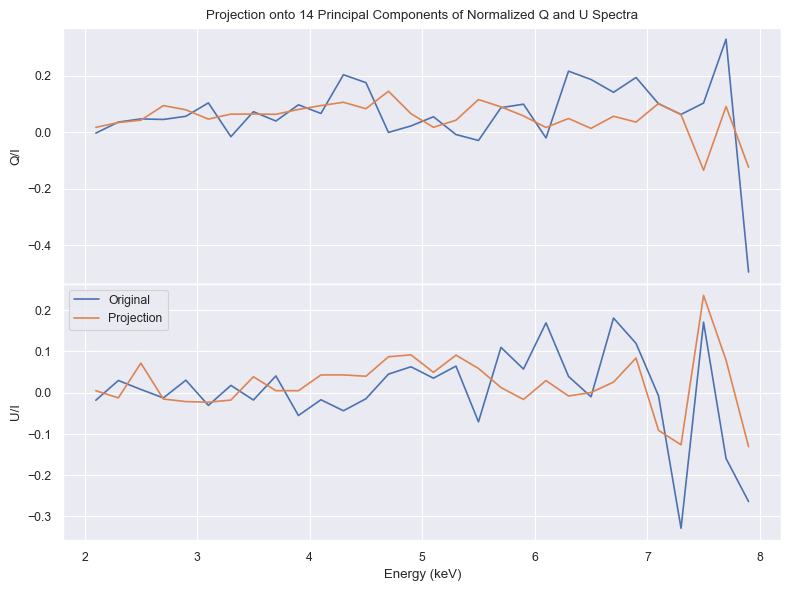 Projection onto 14 Principal Components of Normalized Q and U Spectra
0.2
0.0
−0.2
−0.4
Q/I
Original
Projection
0.2
0.1
0.0
−0.1
−0.2
−0.3
U/I
2 3 4 5 6 7 8
Energy (keV)